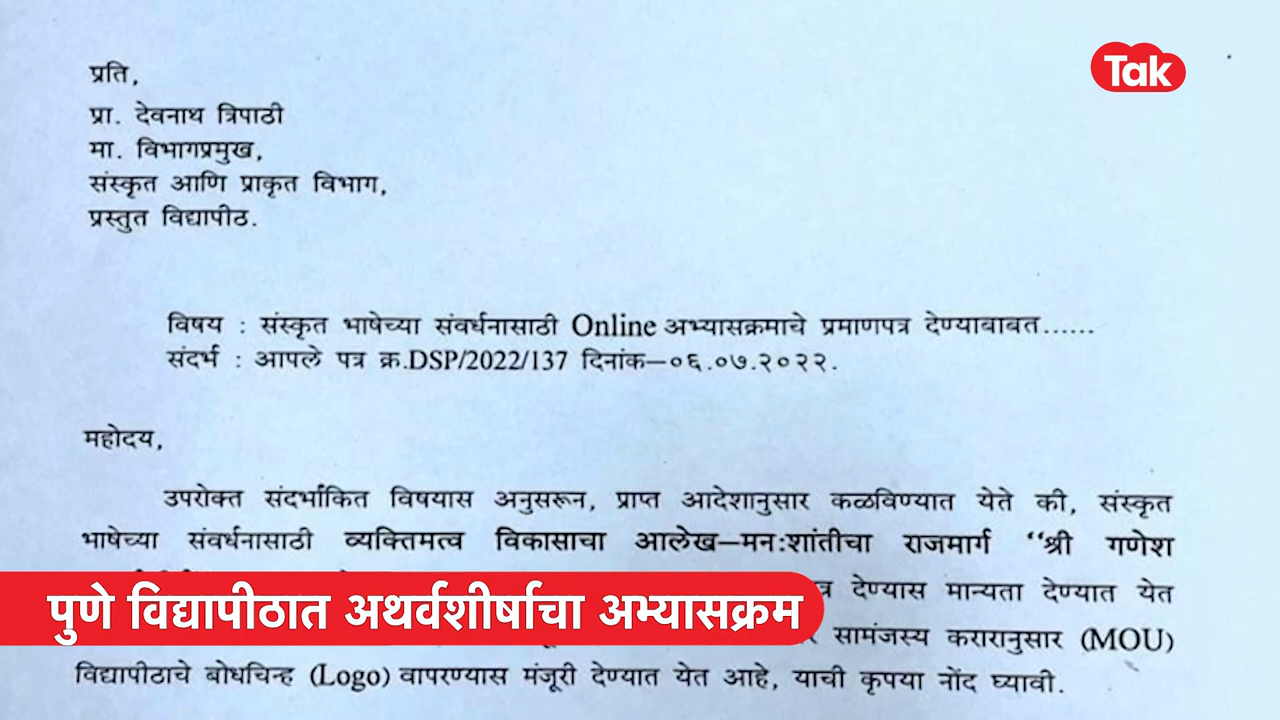 Tak
प्रति,
प्रा. देवनाथ त्रिपाठी
मा. विभागप्रमुख,
संस्कृत आणि प्राकृत विभाग,
प्रस्तुत विद्यापीठ.
विषय : संस्कृत भाषेच्या संवर्धनासाठी Online अभ्यासक्रमाचे प्रमाणपत्र देण्याबाबत......
संदर्भ : आपले पत्र क्र.DSP/2022/137 दिनांक–०६.०७.२०२२.
महोदय,
उपरोक्त संदर्भांकित विषयास अनुसरून, प्राप्त आदेशानुसार कळविण्यात येते की, संस्कृत
भाषेच्या संवर्धनासाठी व्यक्तिमत्व विकासाचा आलेख–मन:शांतीचा राजमार्ग “श्री गणेश
देण्यास मान्यता देण्यात येत
पुणे विद्यापीठात अथर्वशीर्षाचा अभ्यासक्रम
सामंजस्य करारानुसार (MOU)
विद्यापीठाचे बोधचिन्ह (Logo) वापरण्यास मंजूरी देण्यात येत आहे, याची कृपया नोंद घ्यावी.